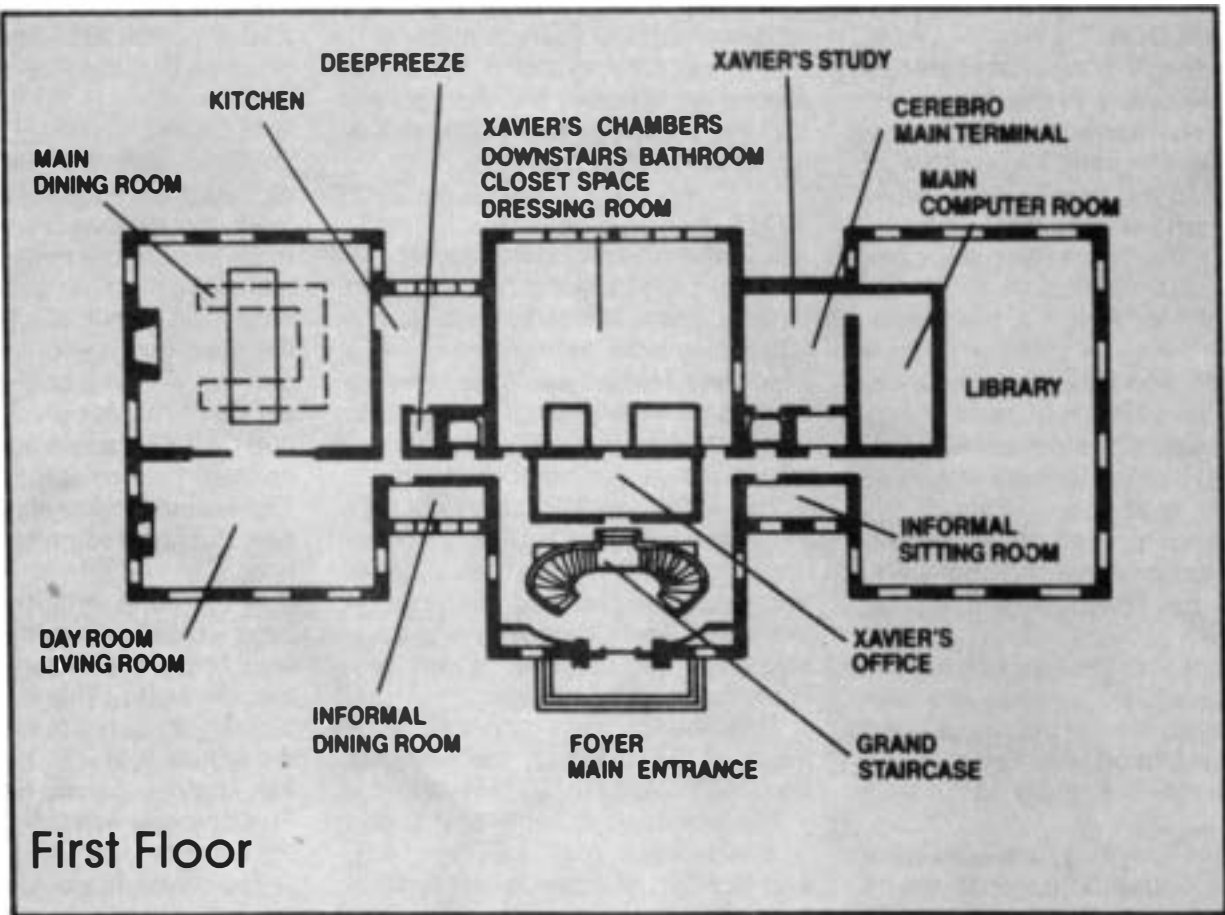 DEEPFREEZE
XAVIER'S STUDY
KITCHEN
CEREBRO
MAIN TERMINAL
XAVIER'S CHAMBERS
DOWNSTAIRS BATHROOM
CLOSET SPACE
DRESSING ROOM
MAIN
DINING ROOM
MAIN
COMPUTER ROOM
LIBRARY
INFORMAL
SITTING ROOM
DAY ROOM
LIVING ROOM
XAVIER'S
OFFICE
INFORMAL
DINING ROOM
FOYER
MAIN ENTRANCE
GRAND
STAIRCASE
First Floor